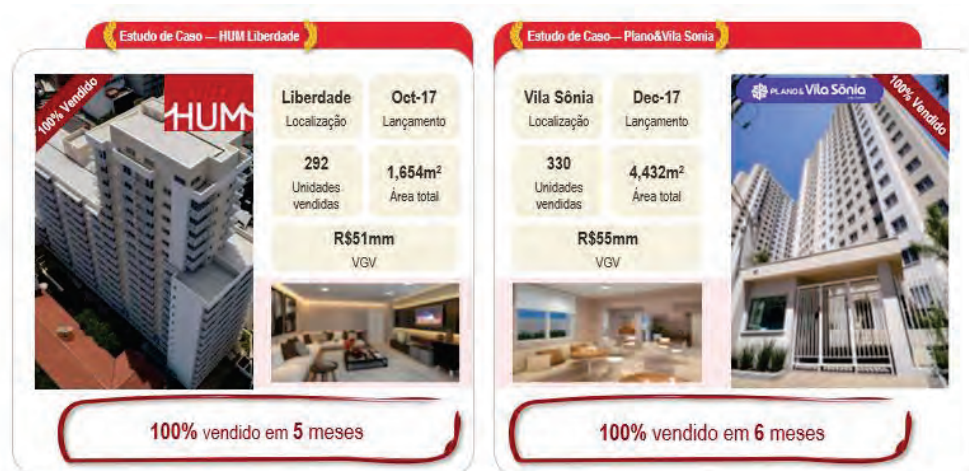 Estudo de Caso — HUM Liberdade
100% Vendido
HUM
Liberdade
Localização
Oct-17
Lançamento
292
Unidades
vendidas
1,654m²
Área total
R$51mm
VGV
100% vendido em 5 meses
Estudo de Caso— Plano&Vila Sonia
Vila Sônia
Localização
Dec-17
Lançamento
330
Unidades
vendidas
4,432m²
Área total
R$55mm
VGV
PLANO& Vila Sônia
100% Vendido
100% vendido em 6 meses